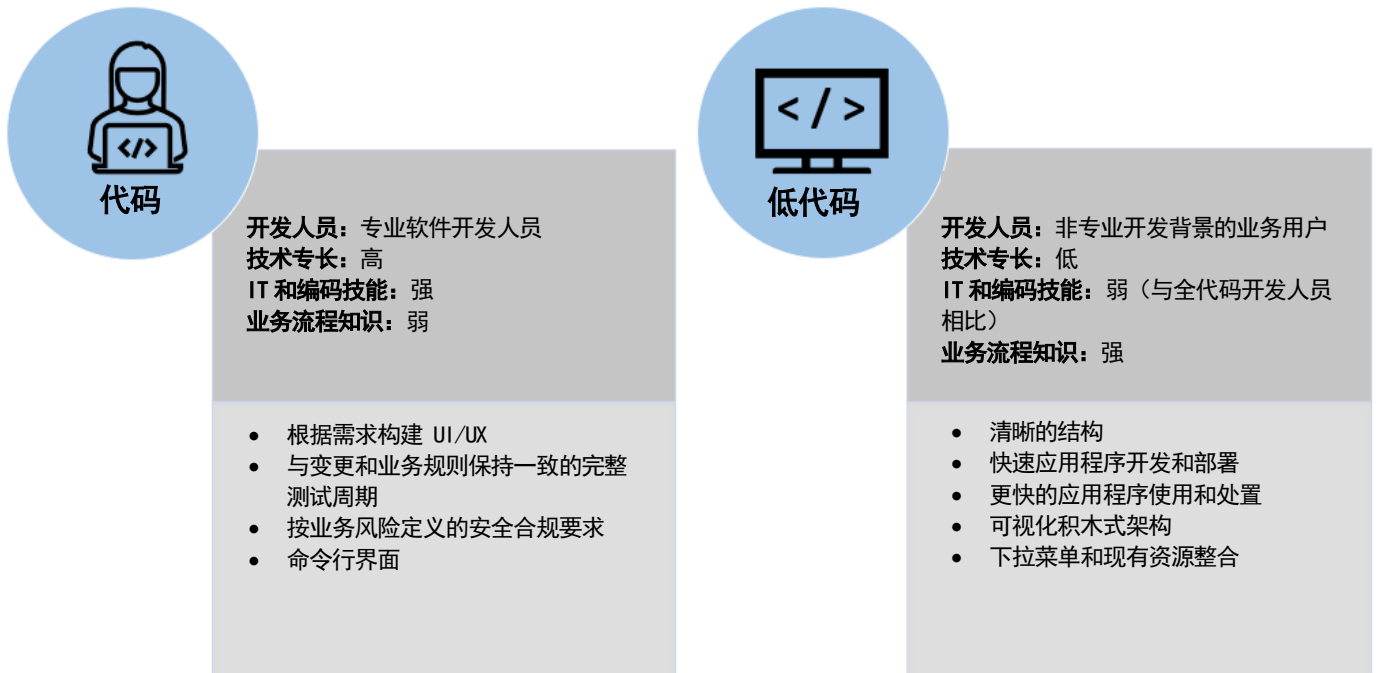 </>
代码
开发人员：专业软件开发人员
技术专长：高
IT 和编码技能：强
业务流程知识：弱
• 根据需求构建 UI/UX
• 与变更和业务规则保持一致的完整
测试周期
• 按业务风险定义的安全合规要求
• 命令行界面
</>
低代码
开发人员：非专业开发背景的业务用户
技术专长：低
IT 和编码技能：弱（与全代码开发人员
相比）
业务流程知识：强
• 清晰的结构
• 快速应用程序开发和部署
• 更快的应用程序使用和处置
• 可视化积木式架构
• 下拉菜单和现有资源整合